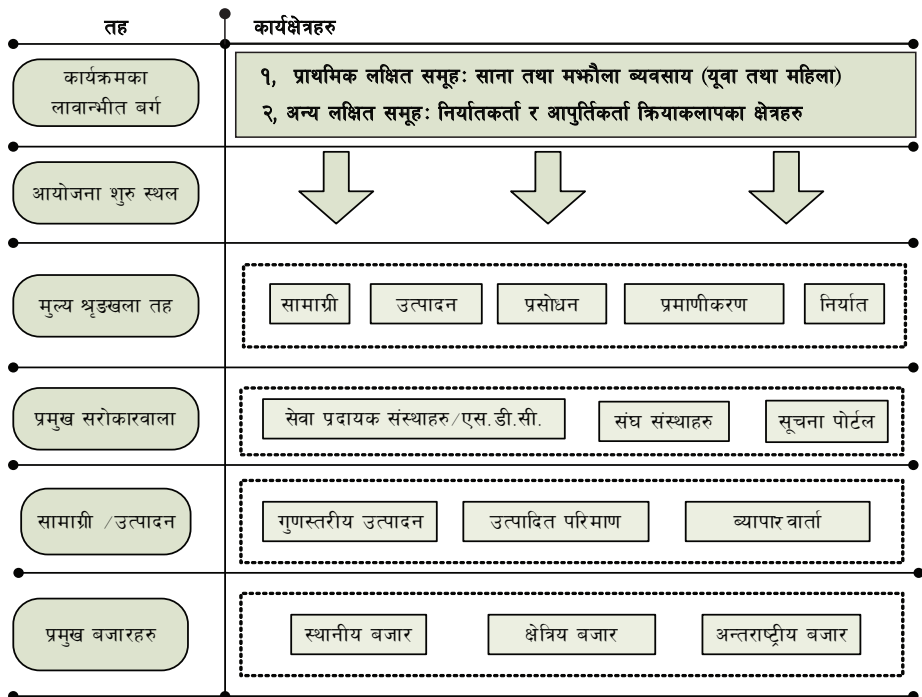 तह
कार्यक्षेत्रहरु
कार्यक्रमका
लावान्भीत बर्ग
१, प्राथमिक लक्षित समूहः साना तथा मझौला ब्यवसाय (यूवा तथा महिला)
२, अन्य लक्षित समूहः निर्यातकर्ता र आपुर्तिकर्ता क्रियाकलापका क्षेत्रहरु
आयोजना शुरु स्थल
मुल्य श्रृङखला तह
सामाग्री
उत्पादन
प्रसोधन
प्रमाणीकरण
निर्यात
प्रमुख सरोकारवाला
सेवा प्रदायक संस्थाहरु/एस.डी.सी.
संघ संस्थाहरु
सूचना पोर्टल
सामाग्री /उत्पादन
गुणस्तरीय उत्पादन
उत्पादित परिमाण
ब्यापार वार्ता
प्रमुख बजारहरु
स्थानीय बजार
क्षेत्रिय बजार
अन्तराष्ट्रीय बजार